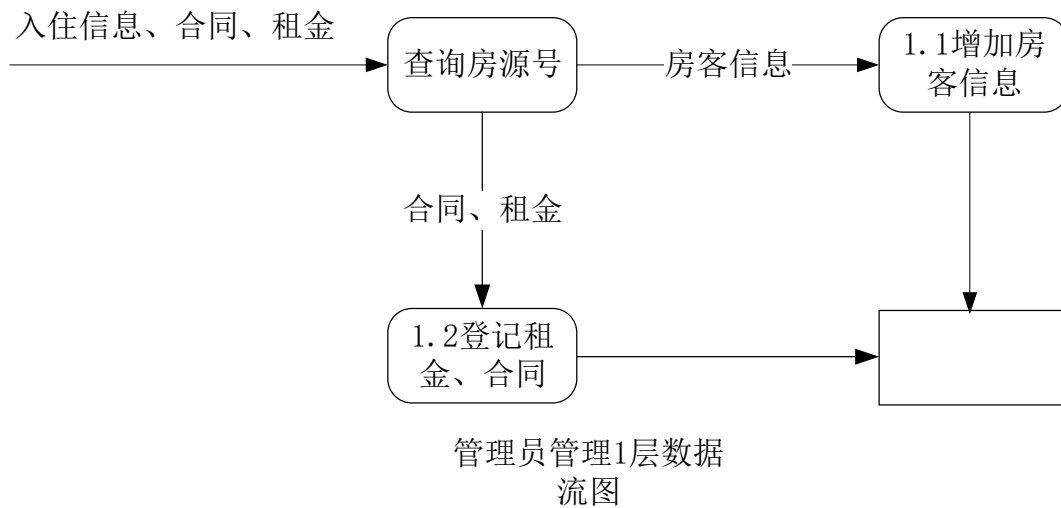 入住信息、合同、租金
查询房源号
房客信息
1.1增加房
客信息
合同、租金
1.2登记租
金、合同
管理员管理1层数据
流图